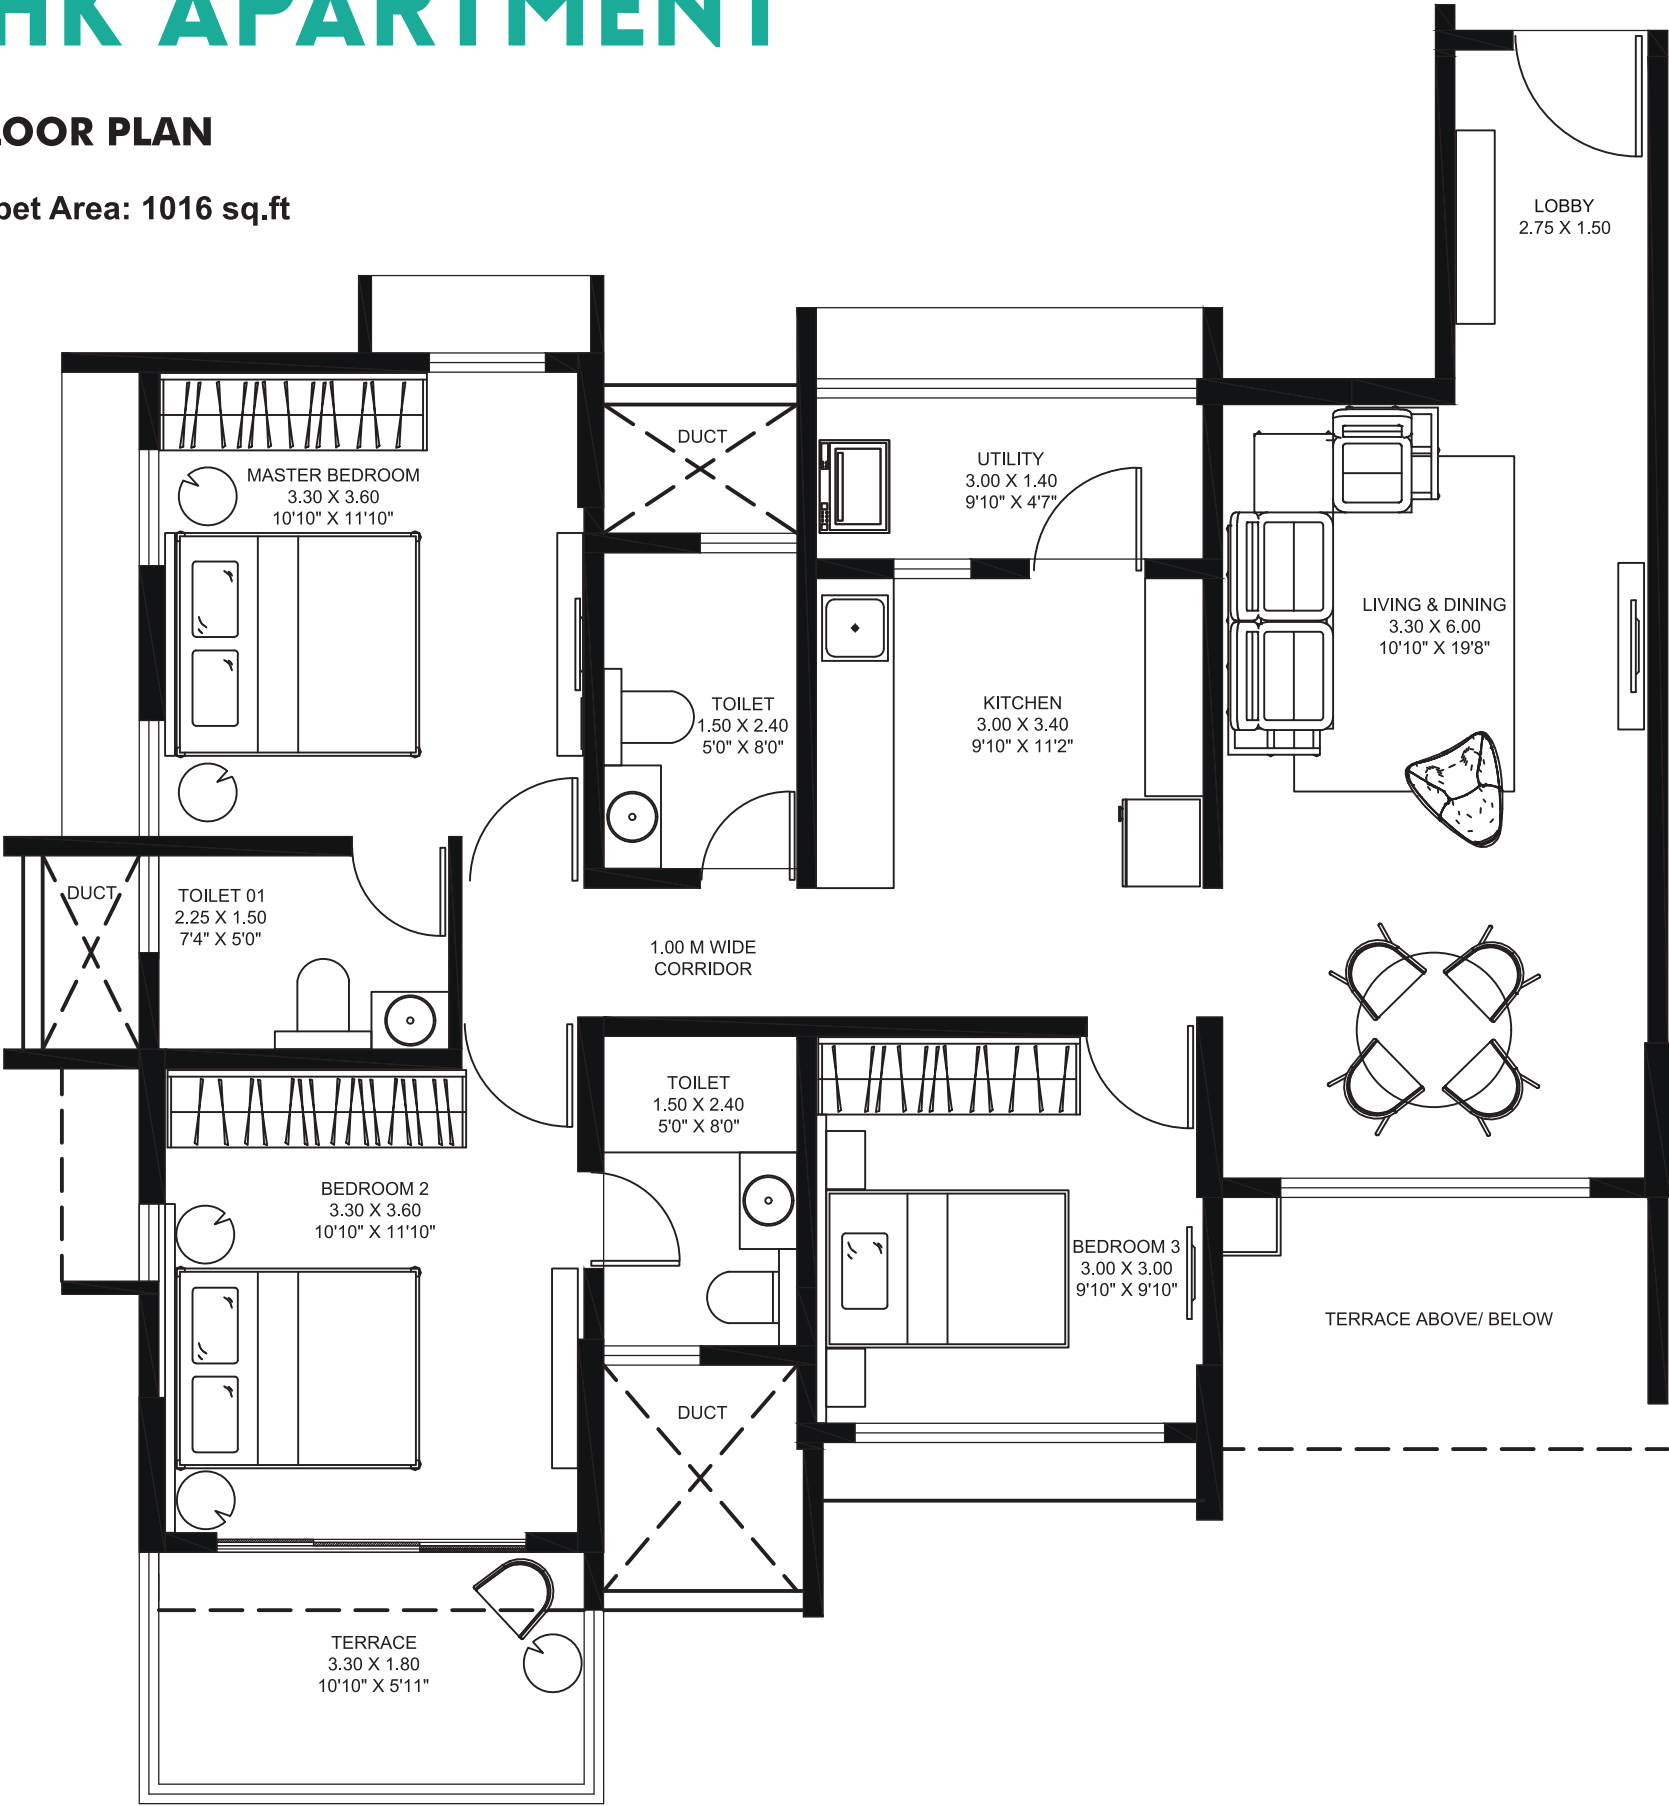 HK APARTMENT
LOOR PLAN
pet Area: 1016 sq.ft
LOBBY
2.75 X 1.50
DUCT
UTILITY
3.00 X 1.40
9'10" X 4'7"
MASTER BEDROOM
3.30 X 3.60
10'10" X 11'10"
LIVING & DINING
3.30 X 6.00
10'10" X 19'8"
TOILET
1.50 X 2.40
5'0" X 8'0"
KITCHEN
3.00 X 3.40
9'10" X 11'2"
DUCT
TOILET 01
2.25 X 1.50
7'4" X 5'0"
1.00 M WIDE
CORRIDOR
TOILET
1.50 X 2.40
5'0" X 8'0"
BEDROOM 2
3.30 X 3.60
10'10" X 11'10"
BEDROOM 3
3.00 X 3.00
9'10" X 9'10"
TERRACE ABOVE/ BELOW
DUCT
TERRACE
3.30 X 1.80
10'10" X 5'11"